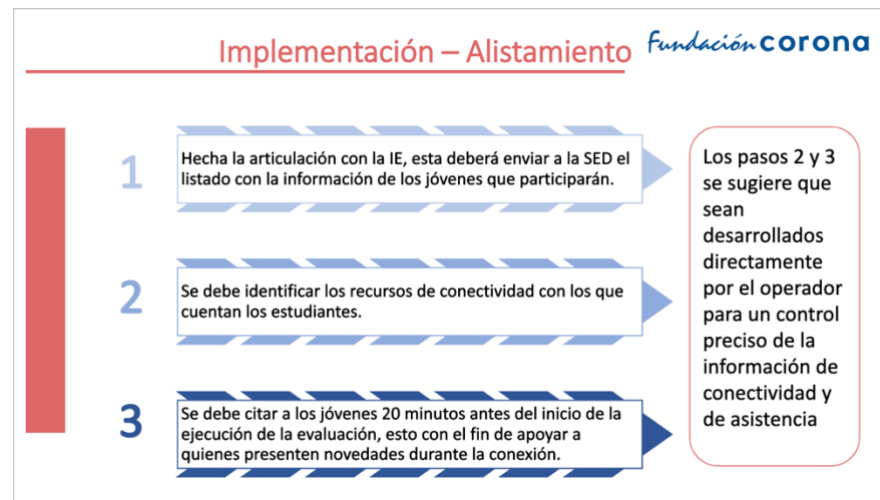 Implementación – Alistamiento
Fundación corona
1
Hecha la articulación con la IE, esta deberá enviar a la SED el
listado con la información de los jóvenes que participarán.
2
Se debe identificar los recursos de conectividad con los que
cuentan los estudiantes.
3
Se debe citar a los jóvenes 20 minutos antes del inicio de la
ejecución de la evaluación, esto con el fin de apoyar a
quienes presenten novedades durante la conexión.
Los pasos 2 y 3
se sugiere que
sean
desarrollados
directamente
por el operador
para un control
preciso de la
información de
conectividad y
de asistencia